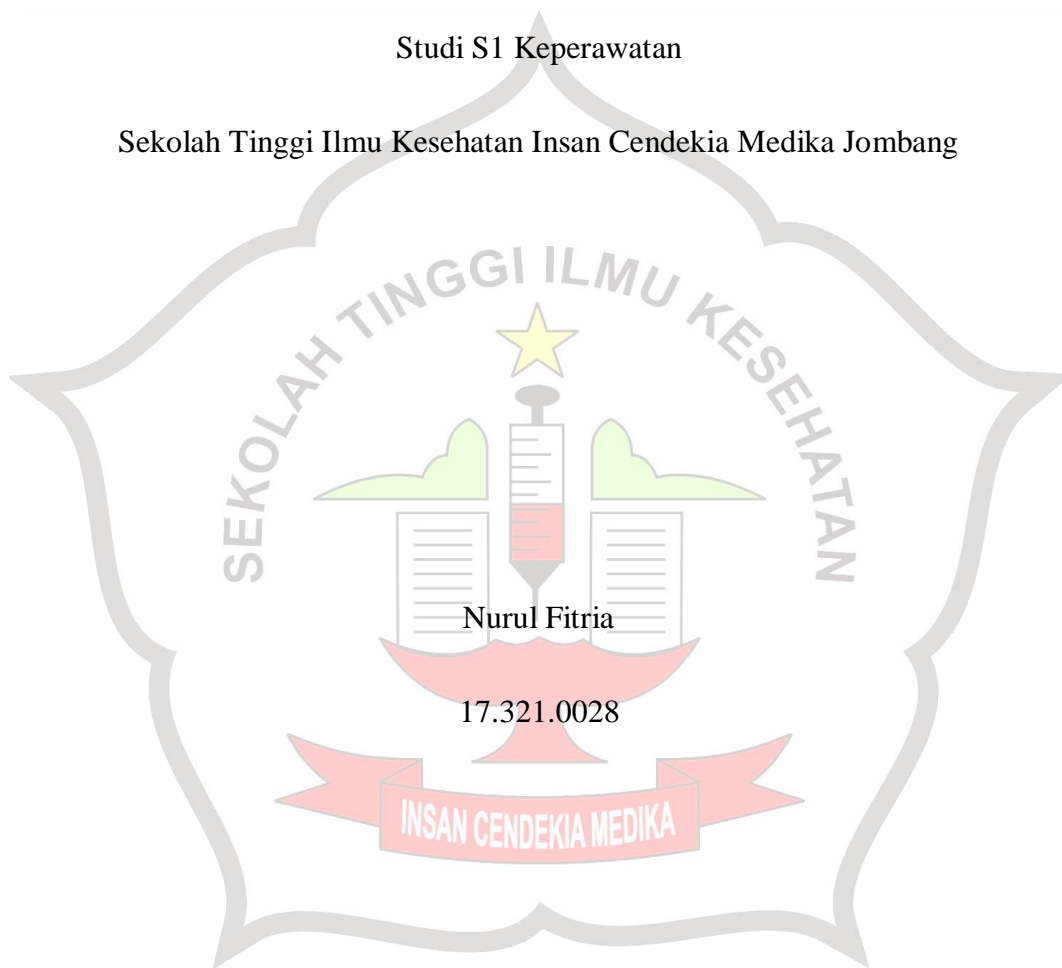 Studi S1 Keperawatan
Sekolah Tinggi Ilmu Kesehatan Insan Cendekia Medika Jombang
SEKOLAH TINGGI ILMU KESEHATAN
Nurul Fitria
17.321.0028
INSAN CENDEKIA MEDIKA